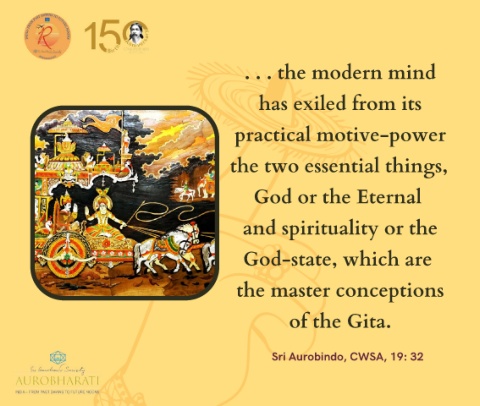 150
. . . the modern mind
has exiled from its
practical motive-power
the two essential things,
God or the Eternal
and spirituality or the
God-state, which are
the master conceptions
of the Gita.
Sri Aurobindo, CWSA, 19: 32
Sri Aurobindo Society
AUROBHARATI